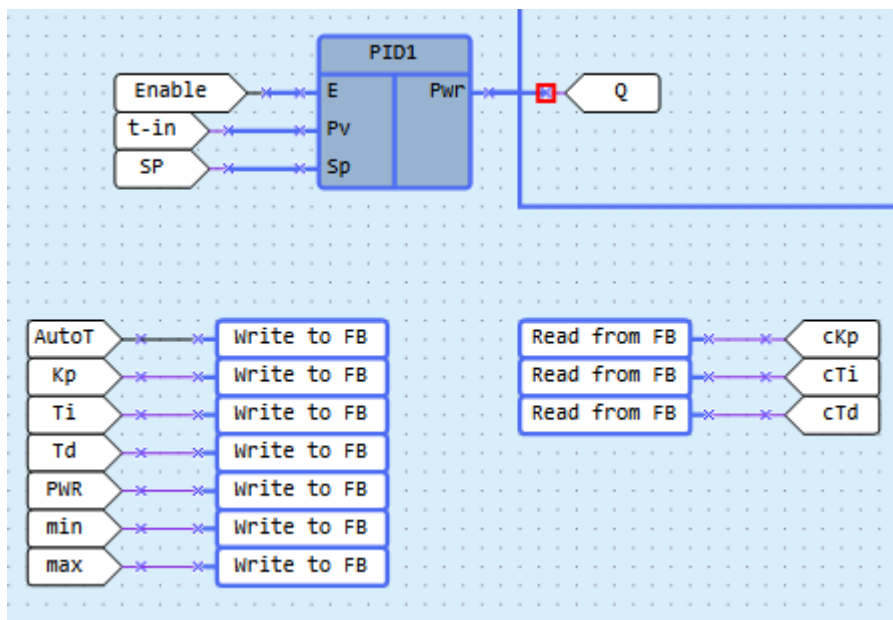 PID1
Enable E Pwr Q
t-in Pv
SP Sp
AutoT Write to FB Read from FB cKp
Kp Write to FB Read from FB cTi
Ti Write to FB Read from FB cTd
Td Write to FB
PWR Write to FB
min Write to FB
max Write to FB